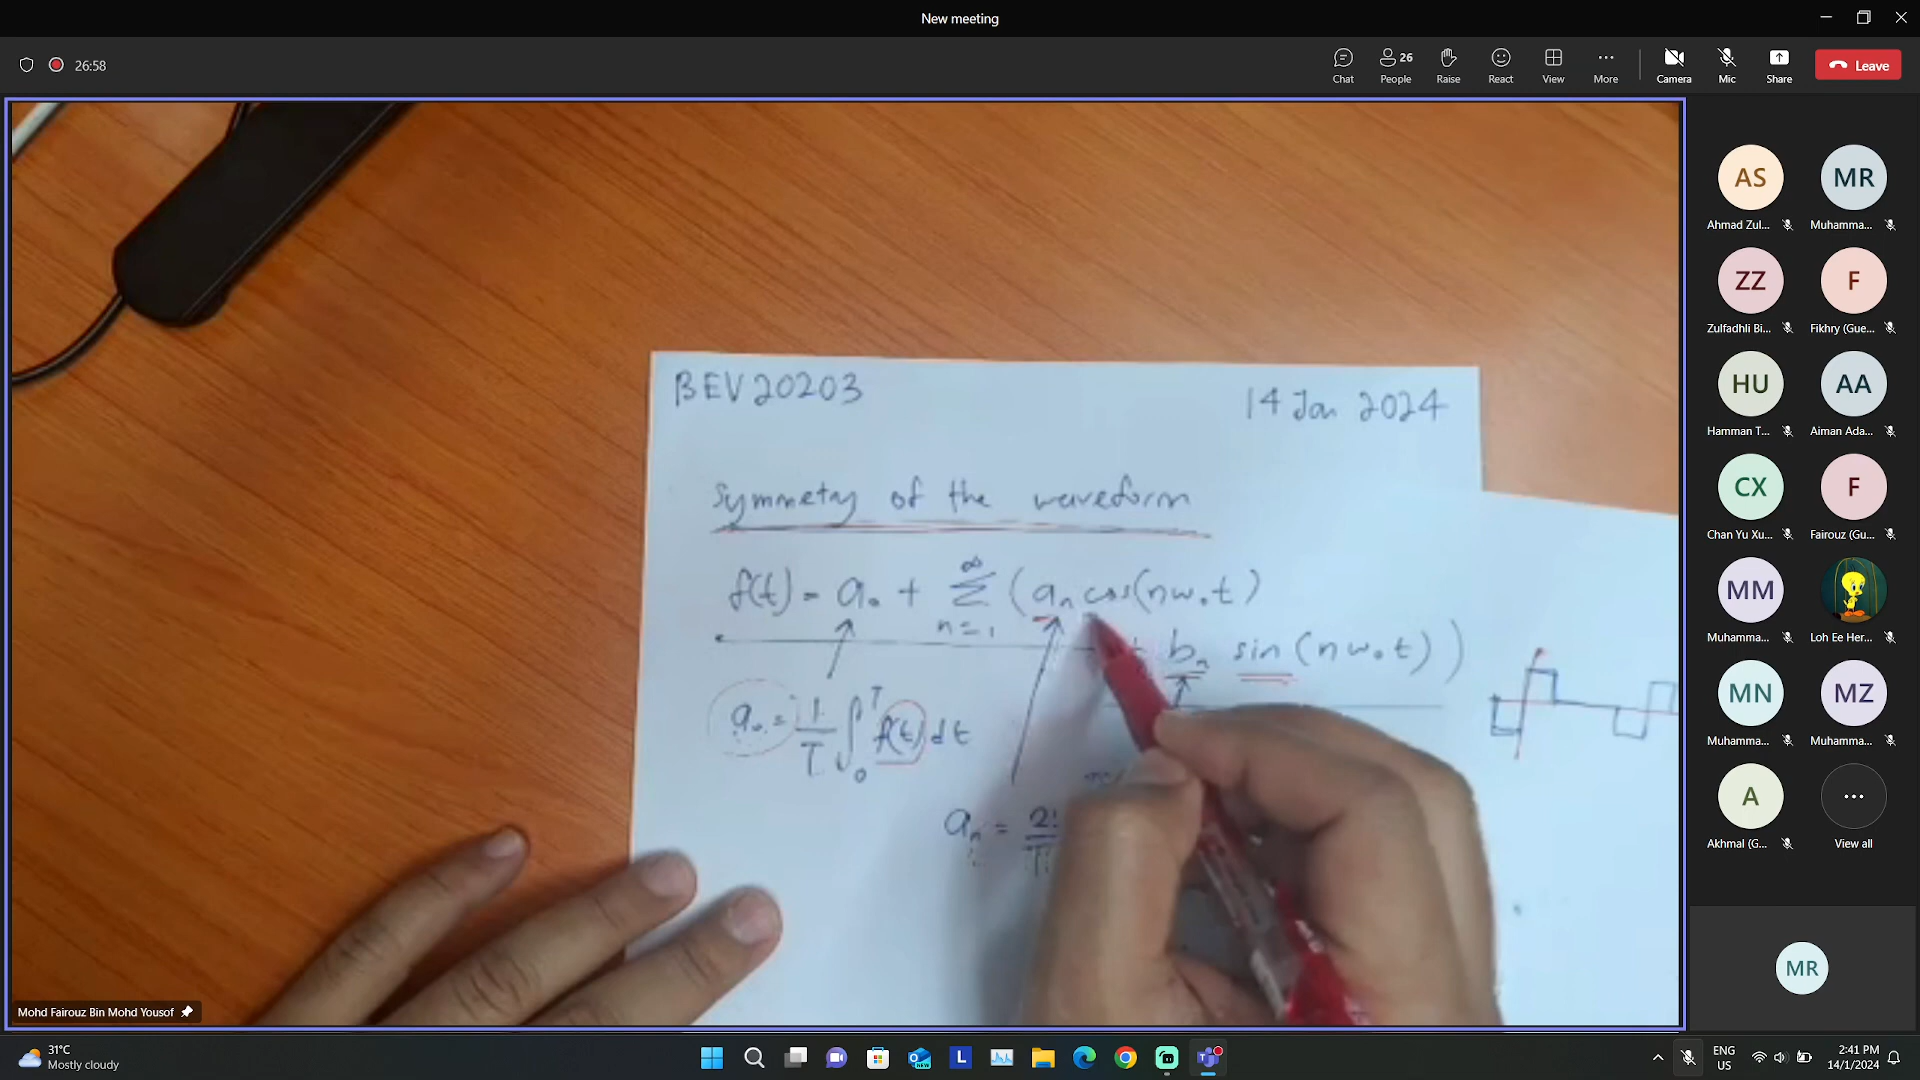 New meeting
26:58
Chat
26
People
Raise
React
View
More
Camera
Mic
Share
Leave
BEV20203
14 Jan 2024
Symmetry of the waveform
f(t) = a₀ + ∞ Σ n=1 (aₙ cos(nω₀t)
+ bₙ sin(nω₀t))
a₀ = 1/T ∫₀ᵀ f(t) dt
aₙ = 2/T
AS
MR
Ahmad Zul...
Muhamma...
ZZ
F
Zulfadhli Bi...
Fikhry (Gue...
HU
AA
Hamman T...
Aiman Ada...
CX
F
Chan Yu Xu...
Fairouz (Gu...
MM
Muhamma...
Loh Ee Her...
MN
MZ
Muhamma...
Muhamma...
A
Akhmal (G...
View all
MR
Mohd Fairouz Bin Mohd Yousof
31°C
Mostly cloudy
NEW
L
ENG
US
2:41 PM
14/1/2024